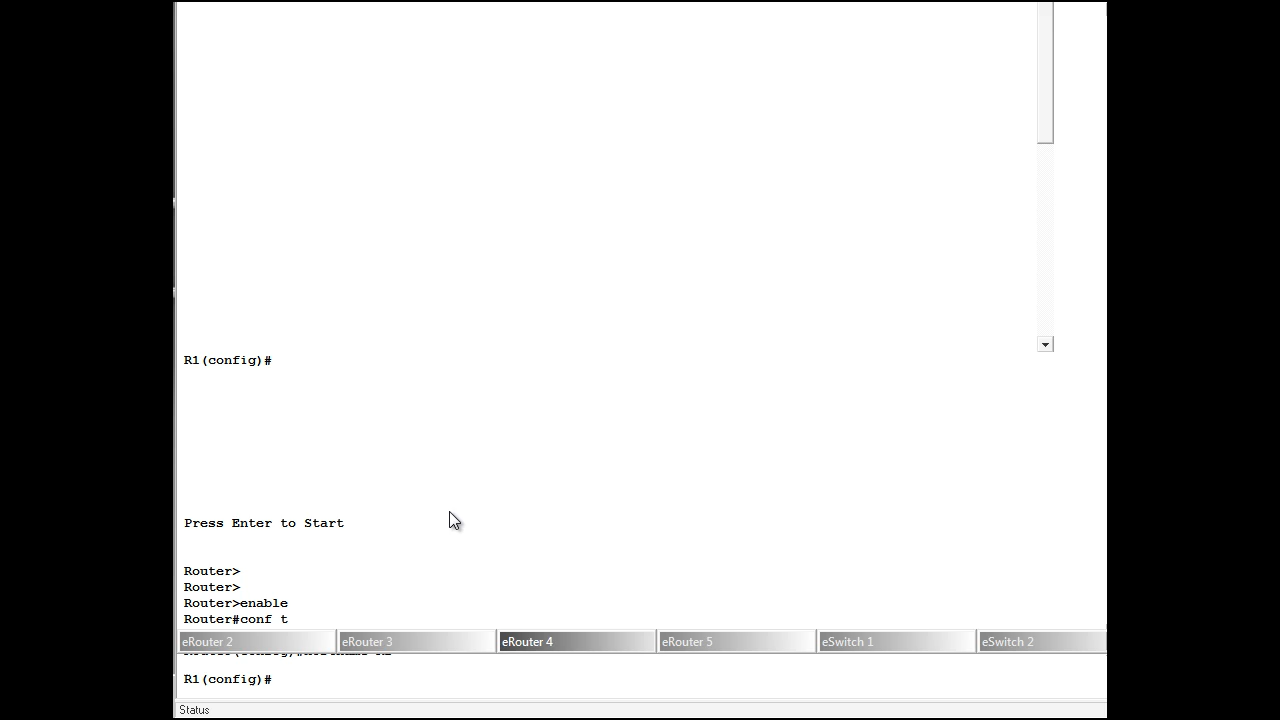 R1(config)#
Press Enter to Start
Router>
Router>
Router>enable
Router#conf t
eRouter 2
eRouter 3
eRouter 4
eRouter 5
eSwitch 1
eSwitch 2
R1(config)#
Status